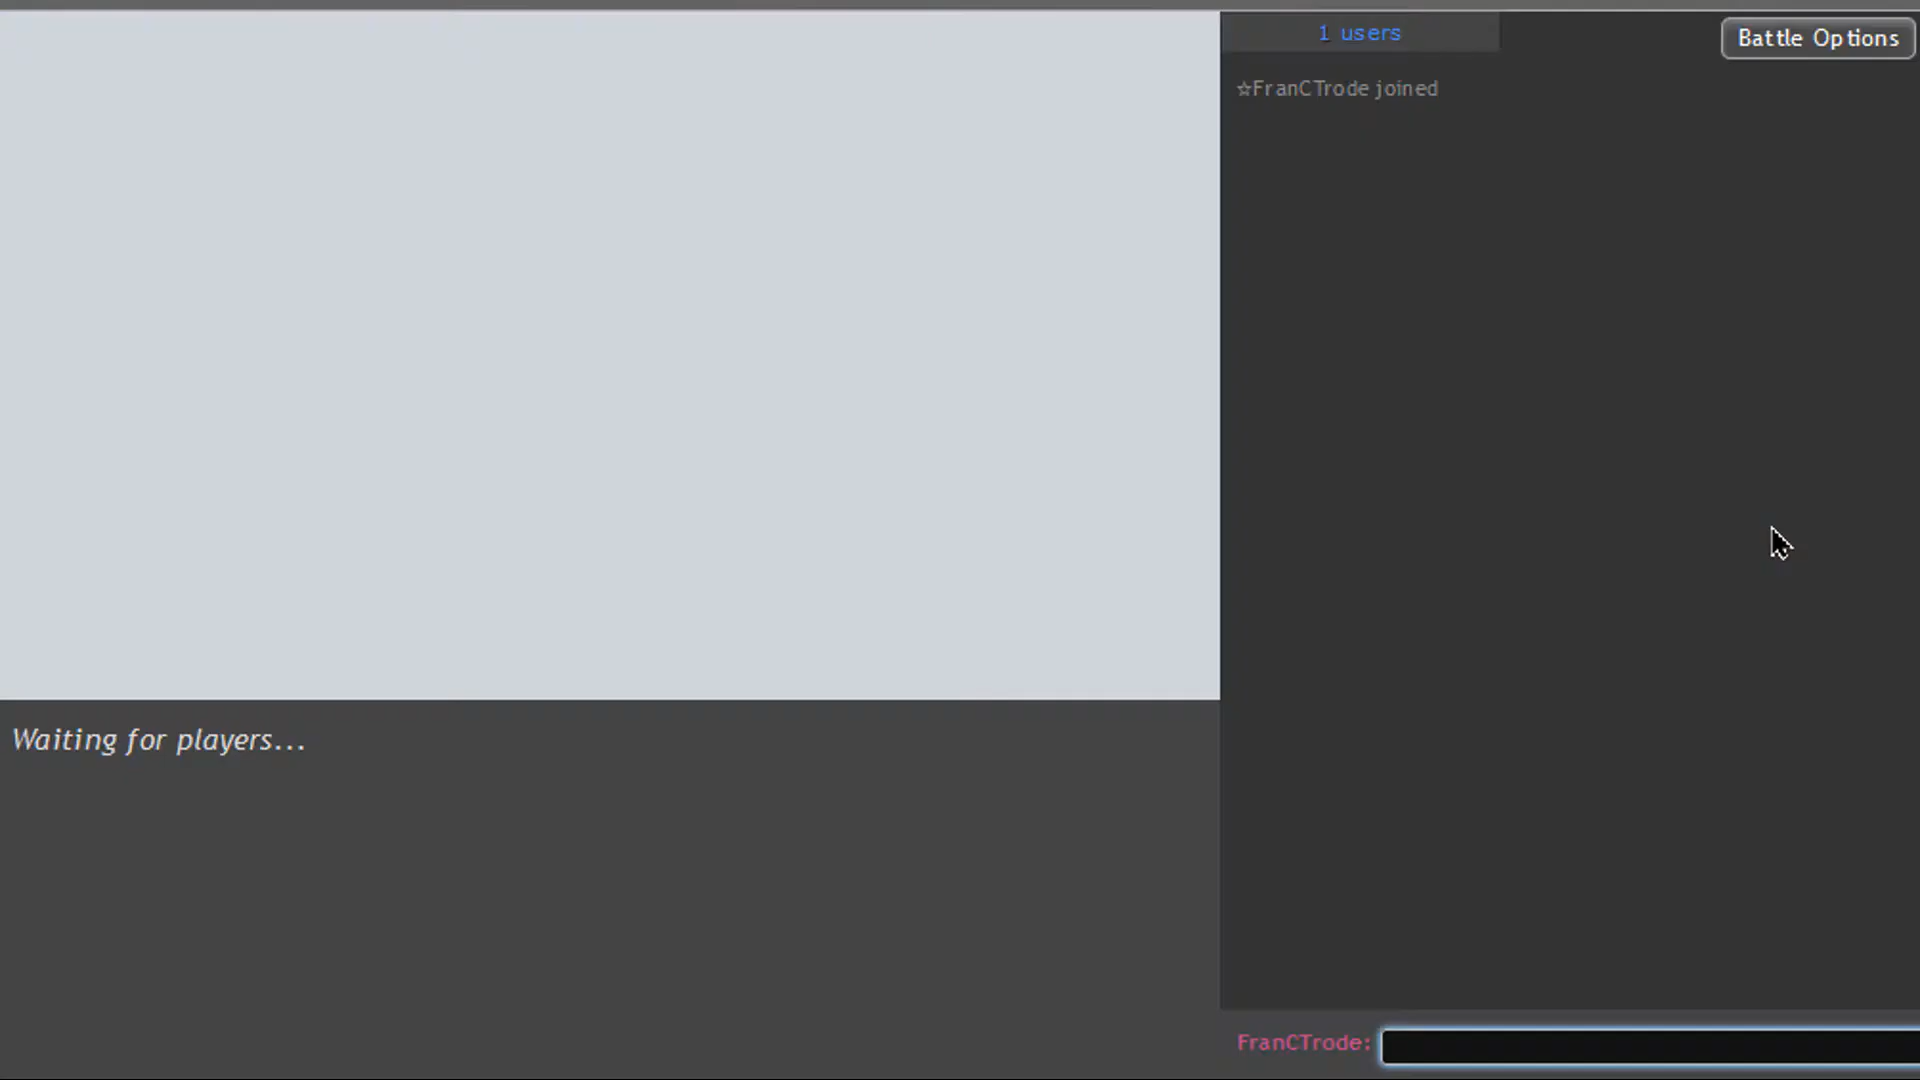 1 users
Battle Options
☆FranCTrode joined
Waiting for players...
FranCTrode: